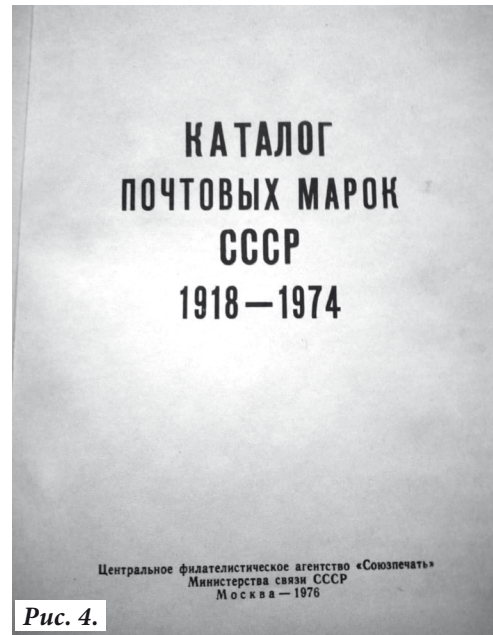 КАТАЛОГ
ПОЧТОВЫХ МАРОК
СССР
1918—1974
Центральное филателистическое агентство «Союзпечать»
Министерства связи СССР
Москва — 1976
Рис. 4.